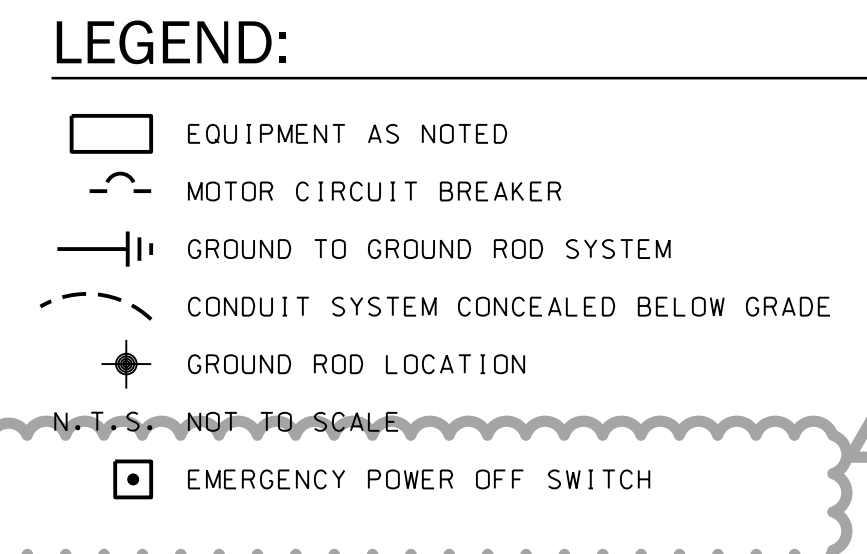 LEGEND:
EQUIPMENT AS NOTED
MOTOR CIRCUIT BREAKER
GROUND TO GROUND ROD SYSTEM
CONDUIT SYSTEM CONCEALED BELOW GRADE
GROUND ROD LOCATION
N.T.S. NOT TO SCALE
EMERGENCY POWER OFF SWITCH